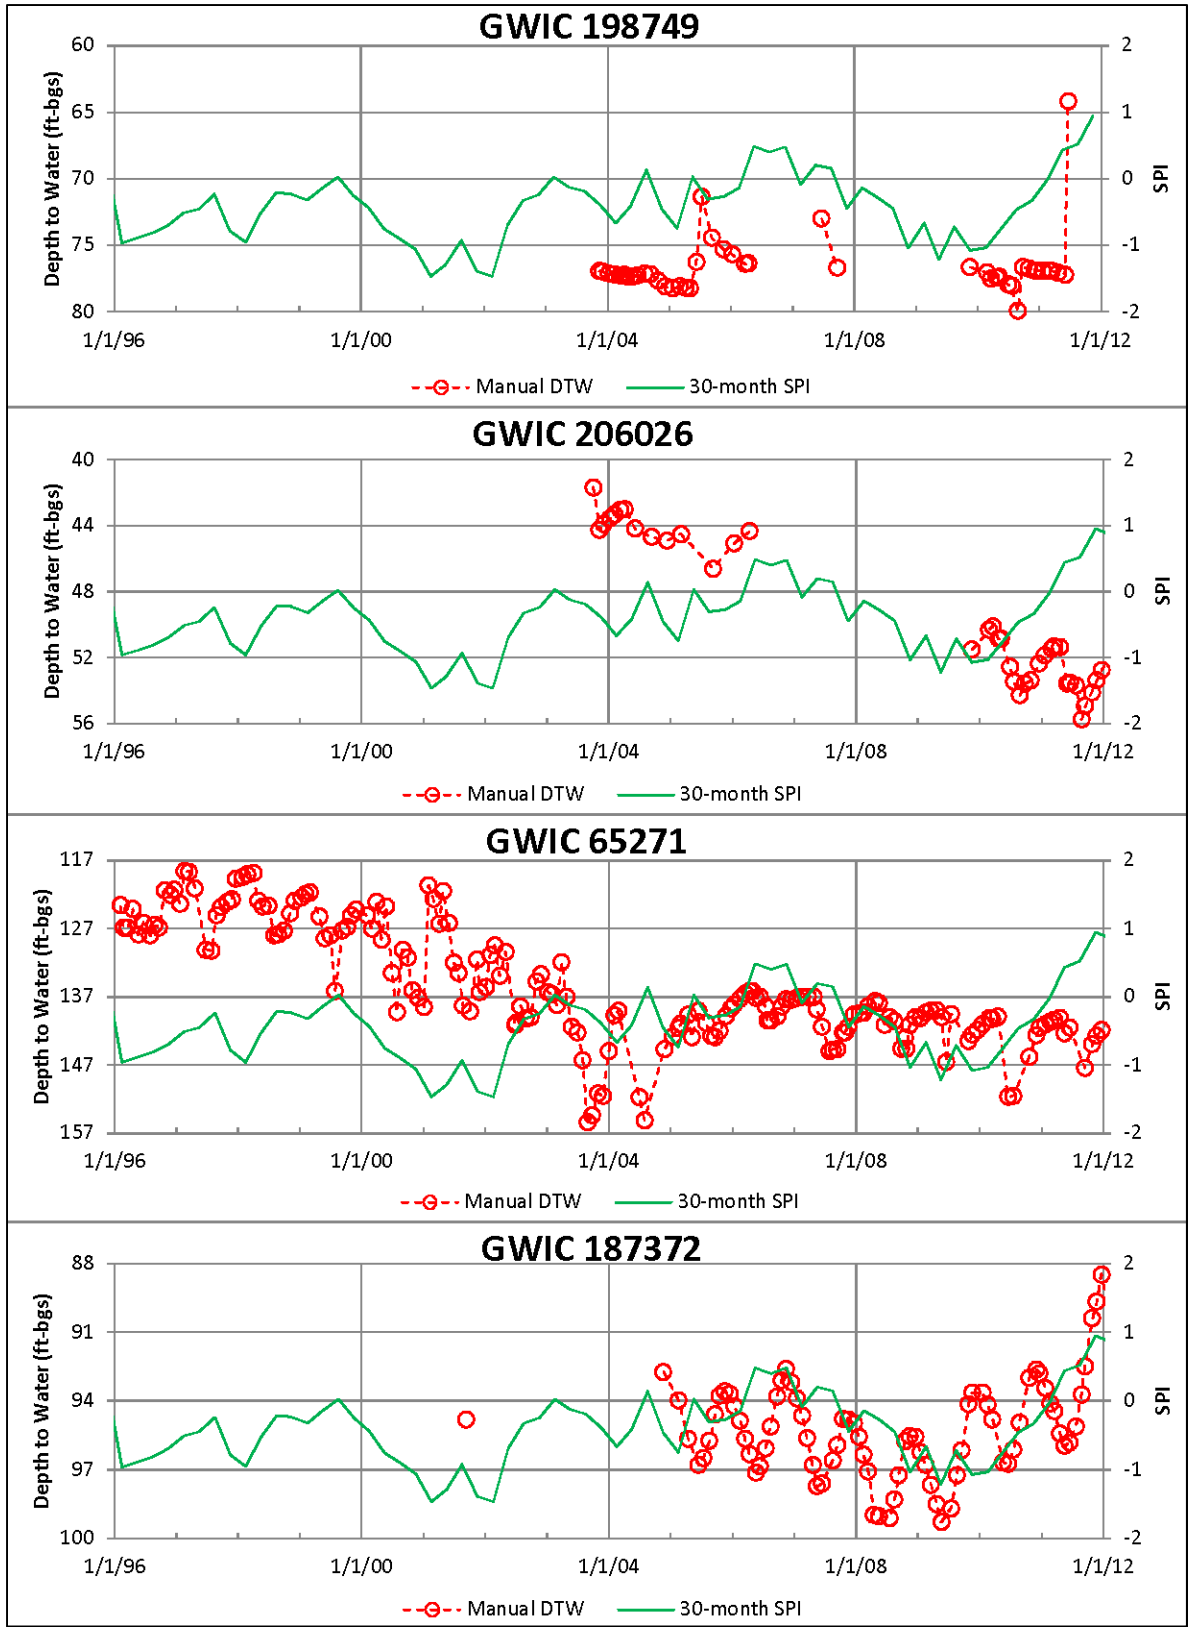 GWIC 198749
60
65
70
75
80
Depth to Water (ft-bgs)
2
1
0
-1
-2
SPI
1/1/96 1/1/00 1/1/04 1/1/08 1/1/12
Manual DTW 30-month SPI
GWIC 206026
40
44
48
52
56
Depth to Water (ft-bgs)
2
1
0
-1
-2
SPI
1/1/96 1/1/00 1/1/04 1/1/08 1/1/12
Manual DTW 30-month SPI
GWIC 65271
117
127
137
147
157
Depth to Water (ft-bgs)
2
1
0
-1
-2
SPI
1/1/96 1/1/00 1/1/04 1/1/08 1/1/12
Manual DTW 30-month SPI
GWIC 187372
88
91
94
97
100
Depth to Water (ft-bgs)
2
1
0
-1
-2
SPI
1/1/96 1/1/00 1/1/04 1/1/08 1/1/12
Manual DTW 30-month SPI